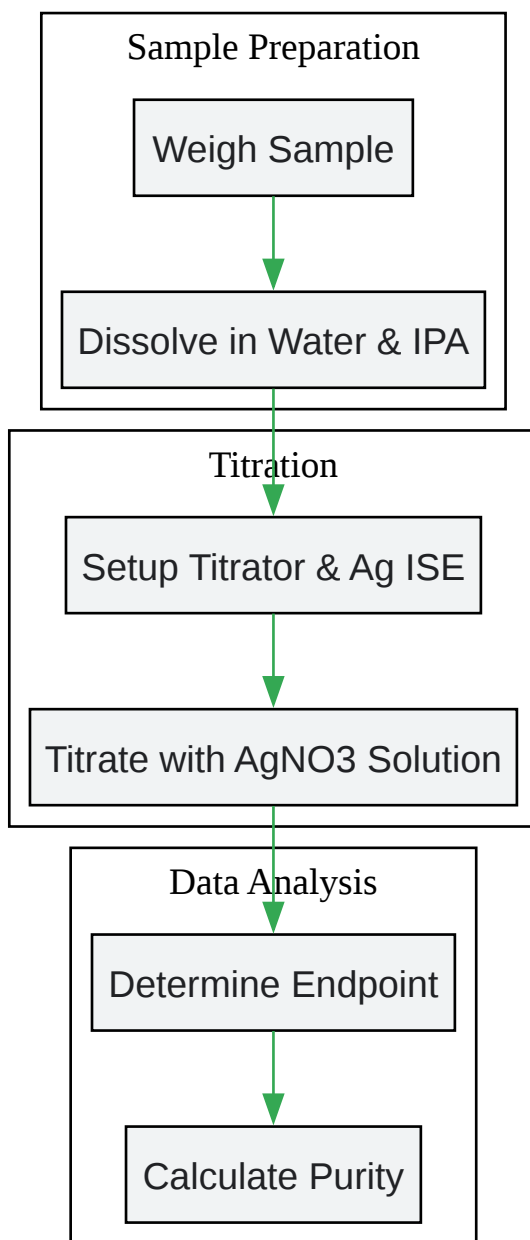 Sample Preparation
Weigh Sample
Dissolve in Water & IPA
Titration
Setup Titrator & Ag ISE
Titrate with AgNO3 Solution
Data Analysis
Determine Endpoint
Calculate Purity